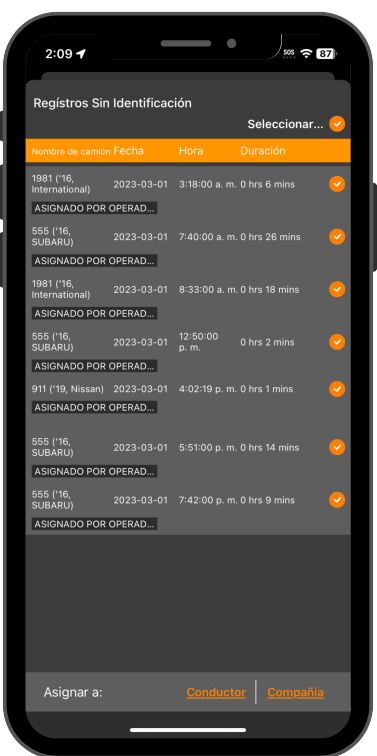 2:09
SOS
87
Regístros Sin Identificación
Seleccionar...
Nombre de camión Fecha Hora Duración
1981 ('16,
International) 2023-03-01 3:18:00 a. m. 0 hrs 6 mins
ASIGNADO POR OPERAD...
555 ('16,
SUBARU) 2023-03-01 7:40:00 a. m. 0 hrs 26 mins
ASIGNADO POR OPERAD...
1981 ('16,
International) 2023-03-01 8:33:00 a. m. 0 hrs 18 mins
ASIGNADO POR OPERAD...
555 ('16,
SUBARU) 2023-03-01 12:50:00
p. m. 0 hrs 2 mins
ASIGNADO POR OPERAD...
911 ('19, Nissan) 2023-03-01 4:02:19 p. m. 0 hrs 1 mins
ASIGNADO POR OPERAD...
555 ('16,
SUBARU) 2023-03-01 5:51:00 p. m. 0 hrs 14 mins
ASIGNADO POR OPERAD...
555 ('16,
SUBARU) 2023-03-01 7:42:00 p. m. 0 hrs 9 mins
ASIGNADO POR OPERAD...
Asignar a: Conductor Compañía